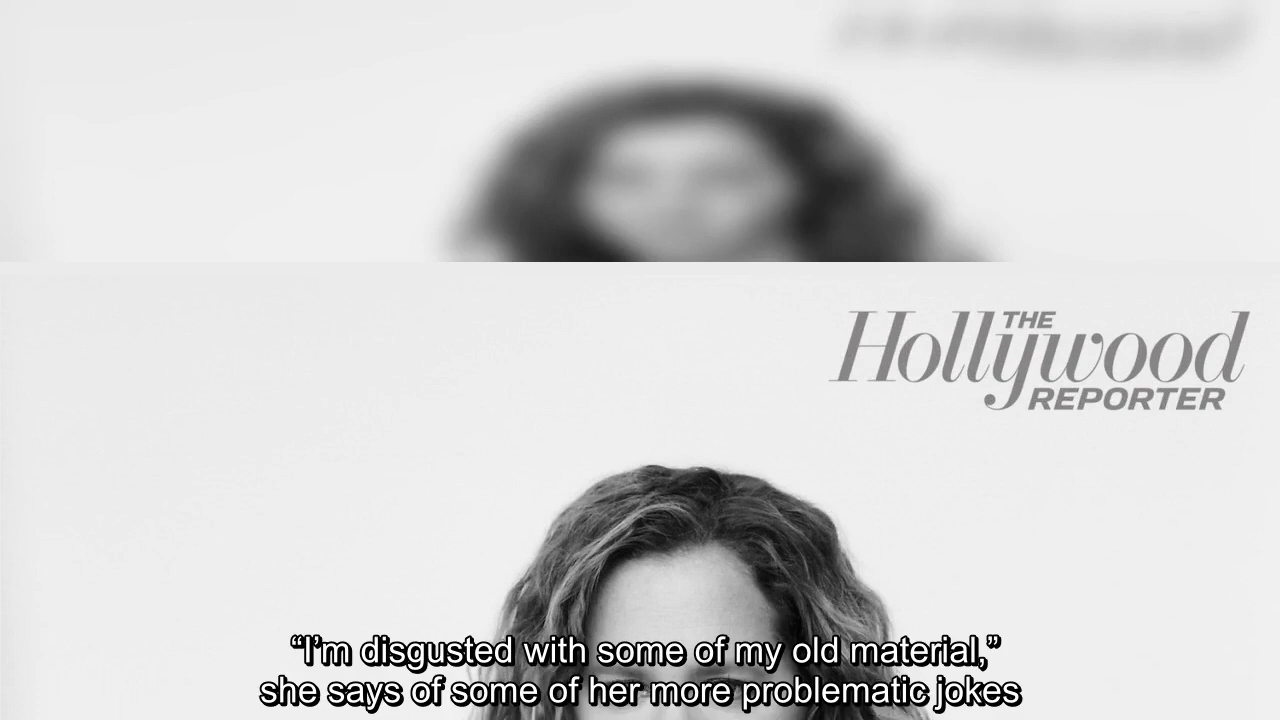 THE
Hollywood
REPORTER
“I’m disgusted with some of my old material,”
she says of some of her more problematic jokes